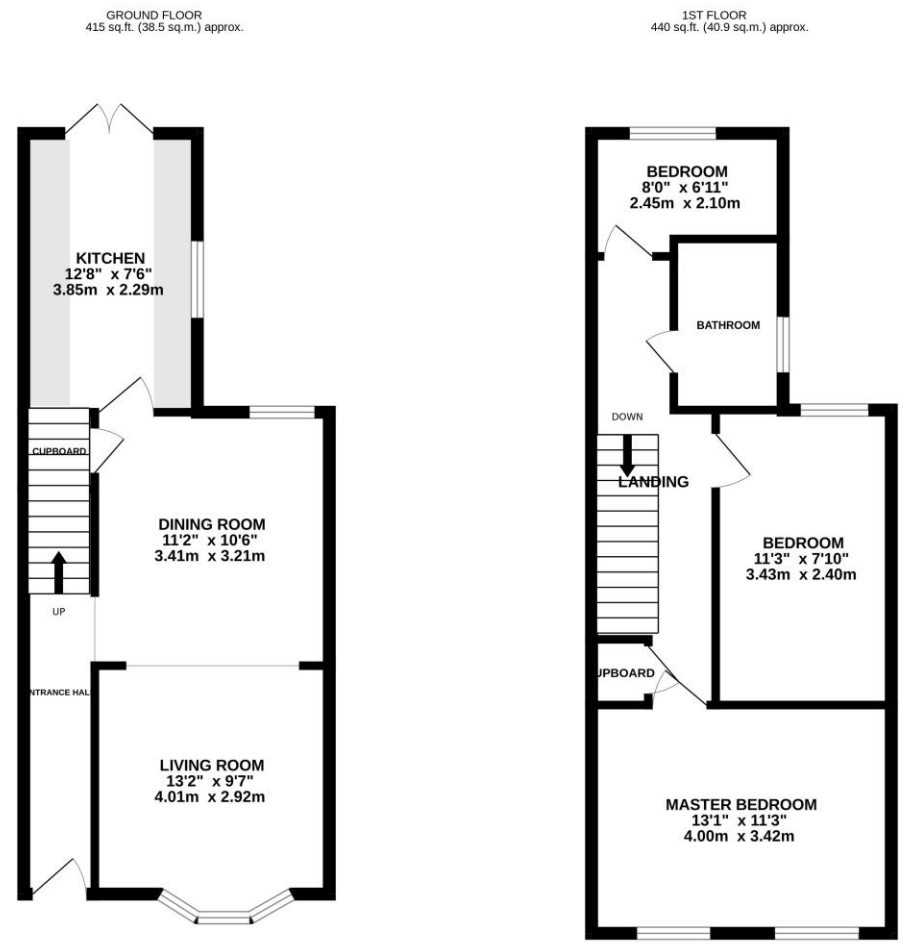 GROUND FLOOR
415 sq.ft. (38.5 sq.m.) approx.
1ST FLOOR
440 sq.ft. (40.9 sq.m.) approx.
KITCHEN
12'8" x 7'6"
3.85m x 2.29m
CUPBOARD
DINING ROOM
11'2" x 10'6"
3.41m x 3.21m
UP
NTRANCE HAL
LIVING ROOM
13'2" x 9'7"
4.01m x 2.92m
BEDROOM
8'0" x 6'11"
2.45m x 2.10m
BATHROOM
DOWN
LANDING
BEDROOM
11'3" x 7'10"
3.43m x 2.40m
UPBOARD
MASTER BEDROOM
13'1" x 11'3"
4.00m x 3.42m